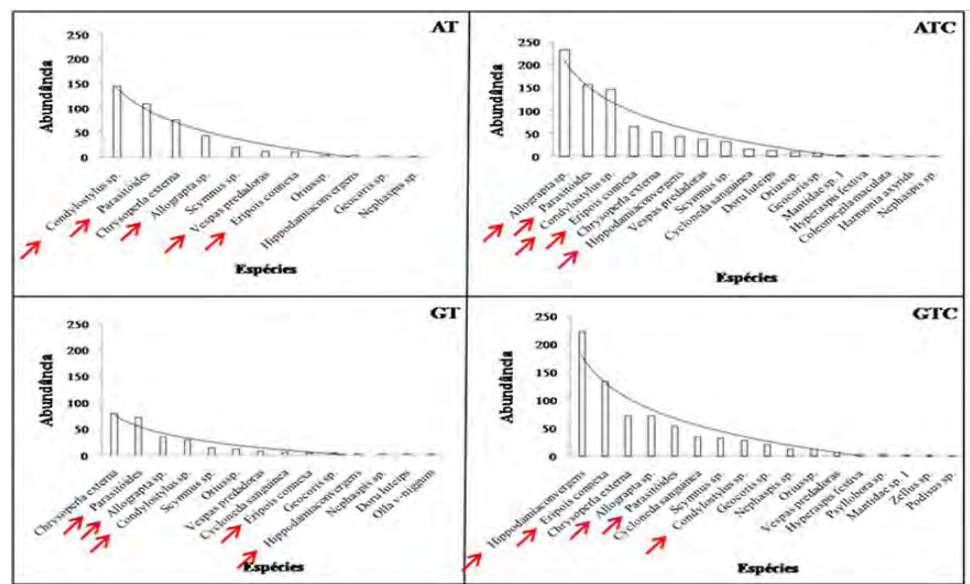 AT
Abundância
250
200
150
100
50
0
Condylostylus sp.
Parasitóides
Chrysoperla externa
Allograpta sp.
Scymnus sp.
Vespas predadoras
Eriopis connexa
Orius sp.
Hippodamia convergens
Geocoris sp.
Nephaspis sp.
Espécies
ATC
Abundância
250
200
150
100
50
0
Allograpta sp.
Parasitóides
Condylostylus sp.
Eriopis connexa
Chrysoperla externa
Hippodamia convergens
Vespas predadoras
Scymnus sp.
Cycloneda sanguinea
Doru luteips
Orius sp.
Geocoris sp.
Mantidae sp. 1
Hyperaspis festiva
Coleomegila maculata
Harmonia axyridis
Nephaspis sp.
Espécies
GT
Abundância
250
200
150
100
50
0
Chrysoperla externa
Parasitóides
Allograpta sp.
Condylostylus sp.
Scymnus sp.
Orius sp.
Vespas predadoras
Cycloneda sanguinea
Eriopis connexa
Geocoris sp.
Hippodamia convergens
Nephaspis sp.
Doru luteips
Olla v-nigrum
Espécies
GTC
Abundância
250
200
150
100
50
0
Hippodamia convergens
Eriopis connexa
Chrysoperla externa
Allograpta sp.
Parasitóides
Cycloneda sanguinea
Scymnus sp.
Condylostylus sp.
Geocoris sp.
Nephaspis sp.
Orius sp.
Vespas predadoras
Hyperaspis festiva
Psyllobora sp.
Mantidae sp. 1
Zellus sp.
Podisus sp.
Espécies